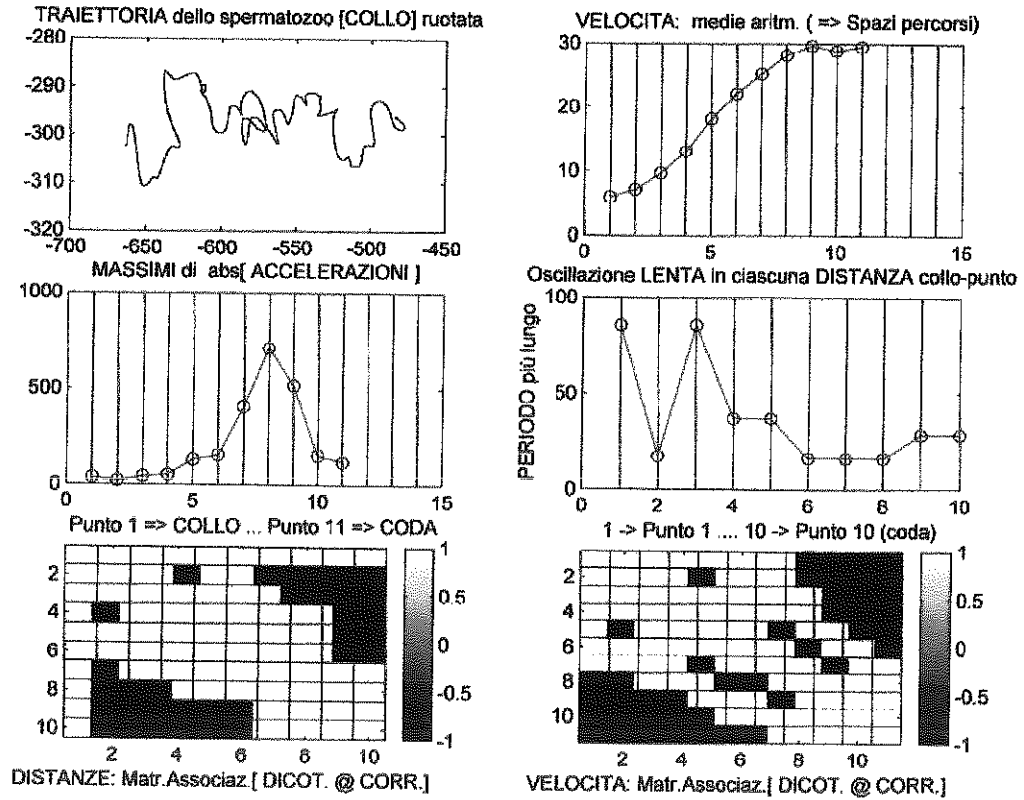 TRAIETTORIA dello spermatozoo [COLLO] ruotata
-280
-290
-300
-310
-320
-700 -650 -600 -550 -500 -450
VELOCITA: medie aritm. ( => Spazi percorsi)
30
20
10
0
0 5 10 15
MASSIMI di abs[ ACCELERAZIONI ]
1000
500
0
0 5 10 15
Punto 1 => COLLO ... Punto 11 => CODA
Oscillazione LENTA in ciascuna DISTANZA collo-punto
PERIODO più lungo
100
50
0
0 2 4 6 8 10
1 -> Punto 1 .... 10 -> Punto 10 (coda)
2
4
6
8
10
2 4 6 8 10
1
0.5
0
-0.5
-1
DISTANZE: Matr.Associaz.[ DICOT. @ CORR.]
2
4
6
8
10
2 4 6 8 10
1
0.5
0
-0.5
-1
VELOCITA: Matr.Associaz.[ DICOT. @ CORR.]